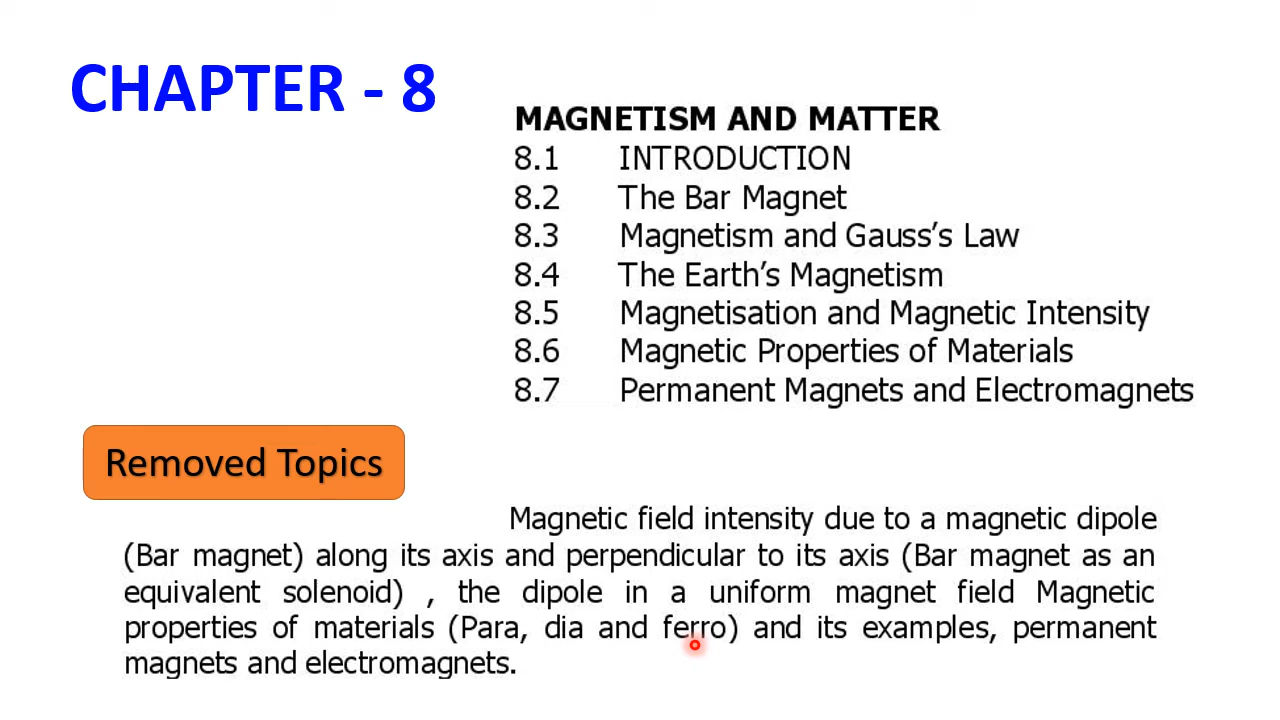 CHAPTER - 8
MAGNETISM AND MATTER
8.1 INTRODUCTION
8.2 The Bar Magnet
8.3 Magnetism and Gauss’s Law
8.4 The Earth’s Magnetism
8.5 Magnetisation and Magnetic Intensity
8.6 Magnetic Properties of Materials
8.7 Permanent Magnets and Electromagnets
Removed Topics
Magnetic field intensity due to a magnetic dipole
(Bar magnet) along its axis and perpendicular to its axis (Bar magnet as an
equivalent solenoid) , the dipole in a uniform magnet field Magnetic
properties of materials (Para, dia and ferro) and its examples, permanent
magnets and electromagnets.